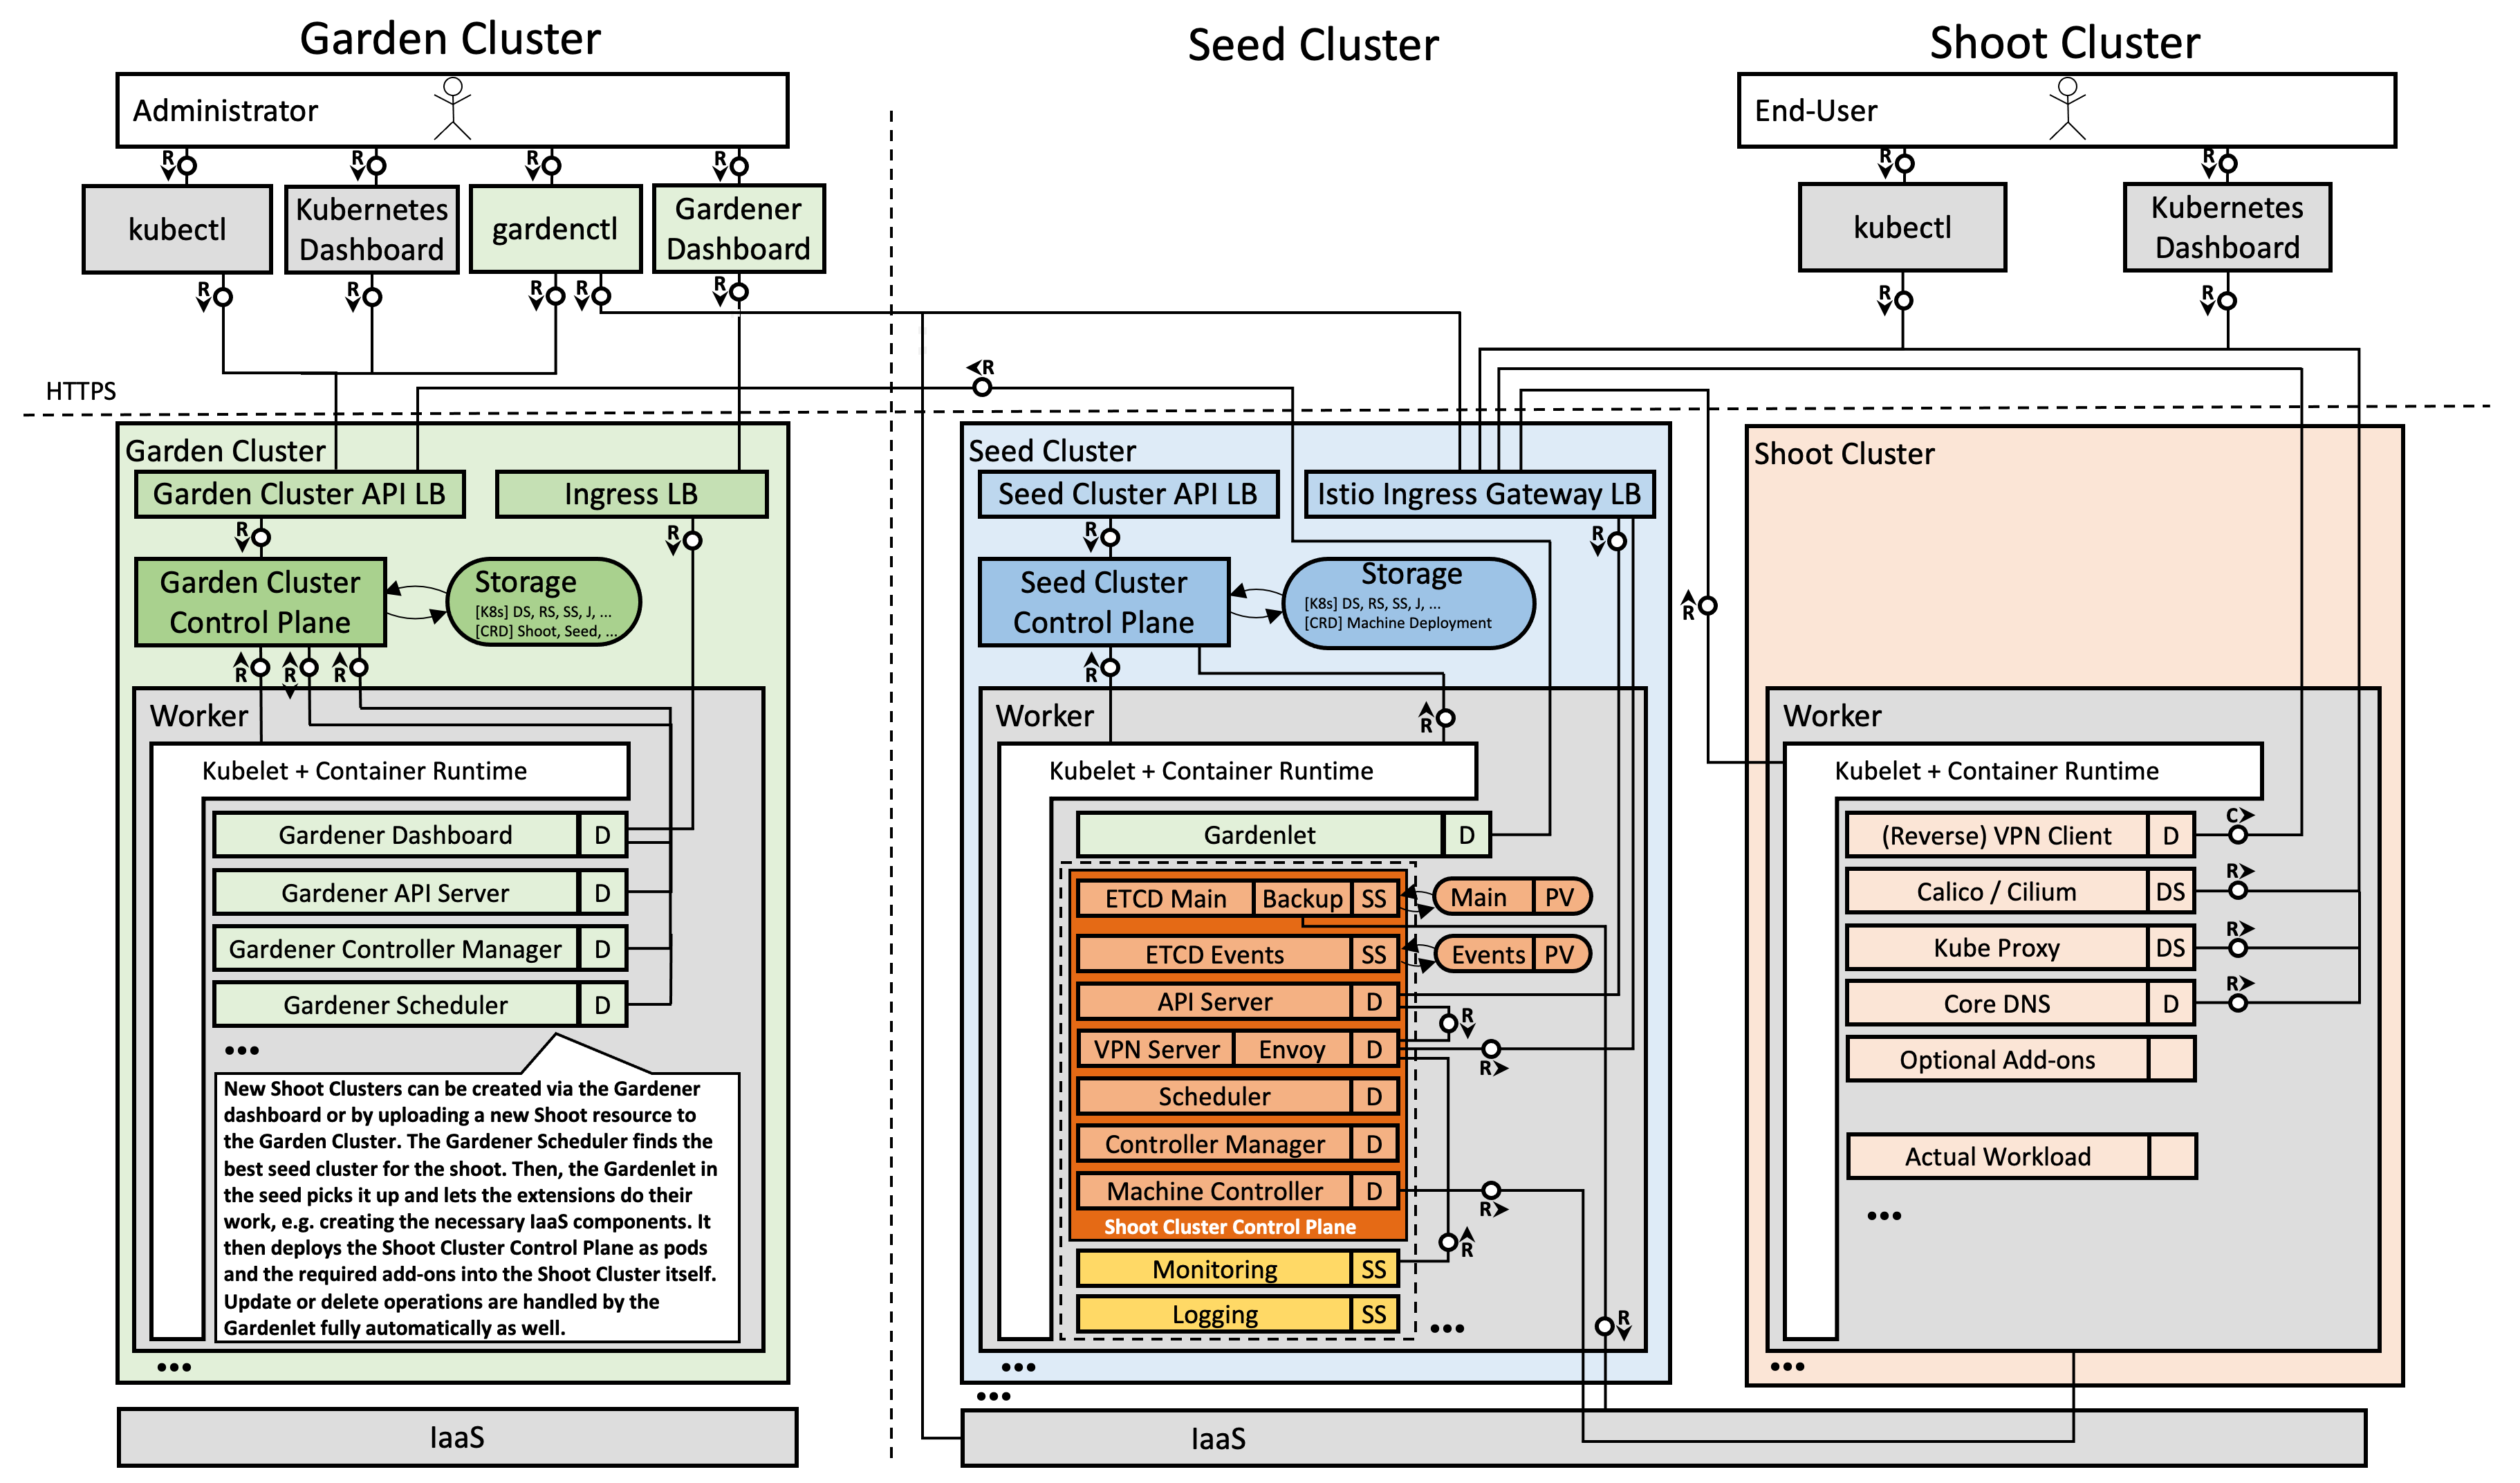 Garden Cluster
Seed Cluster
Shoot Cluster
Administrator
End-User
R
R
R
R
R
R
kubectl
Kubernetes
Dashboard
gardenctl
Gardener
Dashboard
kubectl
Kubernetes
Dashboard
R
R
R
R
R
R
R
R
HTTPS
Garden Cluster
Garden Cluster API LB
Ingress LB
R
R
Garden Cluster
Control Plane
Storage
[K8s] DS, RS, SS, J, ...
[CRD] Shoot, Seed, ...
R
R
R
Worker
Kubelet + Container Runtime
Gardener Dashboard D
Gardener API Server D
Gardener Controller Manager D
Gardener Scheduler D
•••
New Shoot Clusters can be created via the Gardener
dashboard or by uploading a new Shoot resource to
the Garden Cluster. The Gardener Scheduler finds the
best seed cluster for the shoot. Then, the Gardenlet in
the seed picks it up and lets the extensions do their
work, e.g. creating the necessary IaaS components. It
then deploys the Shoot Cluster Control Plane as pods
and the required add-ons into the Shoot Cluster itself.
Update or delete operations are handled by the
Gardenlet fully automatically as well.
•••
IaaS
Seed Cluster
Seed Cluster API LB
Istio Ingress Gateway LB
R
R
Seed Cluster
Control Plane
Storage
[K8s] DS, RS, SS, J, ...
[CRD] Machine Deployment
R
R
Worker
Kubelet + Container Runtime
Gardenlet D
ETCD Main Backup SS
Main PV
ETCD Events SS
Events PV
API Server D
R
VPN Server Envoy D
R
Scheduler D
Controller Manager D
Machine Controller D
R
Shoot Cluster Control Plane
R
Monitoring SS
Logging SS
•••
R
•••
•••
IaaS
Shoot Cluster
R
Worker
Kubelet + Container Runtime
(Reverse) VPN Client D
C
Calico / Cilium DS
R
Kube Proxy DS
R
Core DNS D
R
Optional Add-ons
Actual Workload
•••
•••